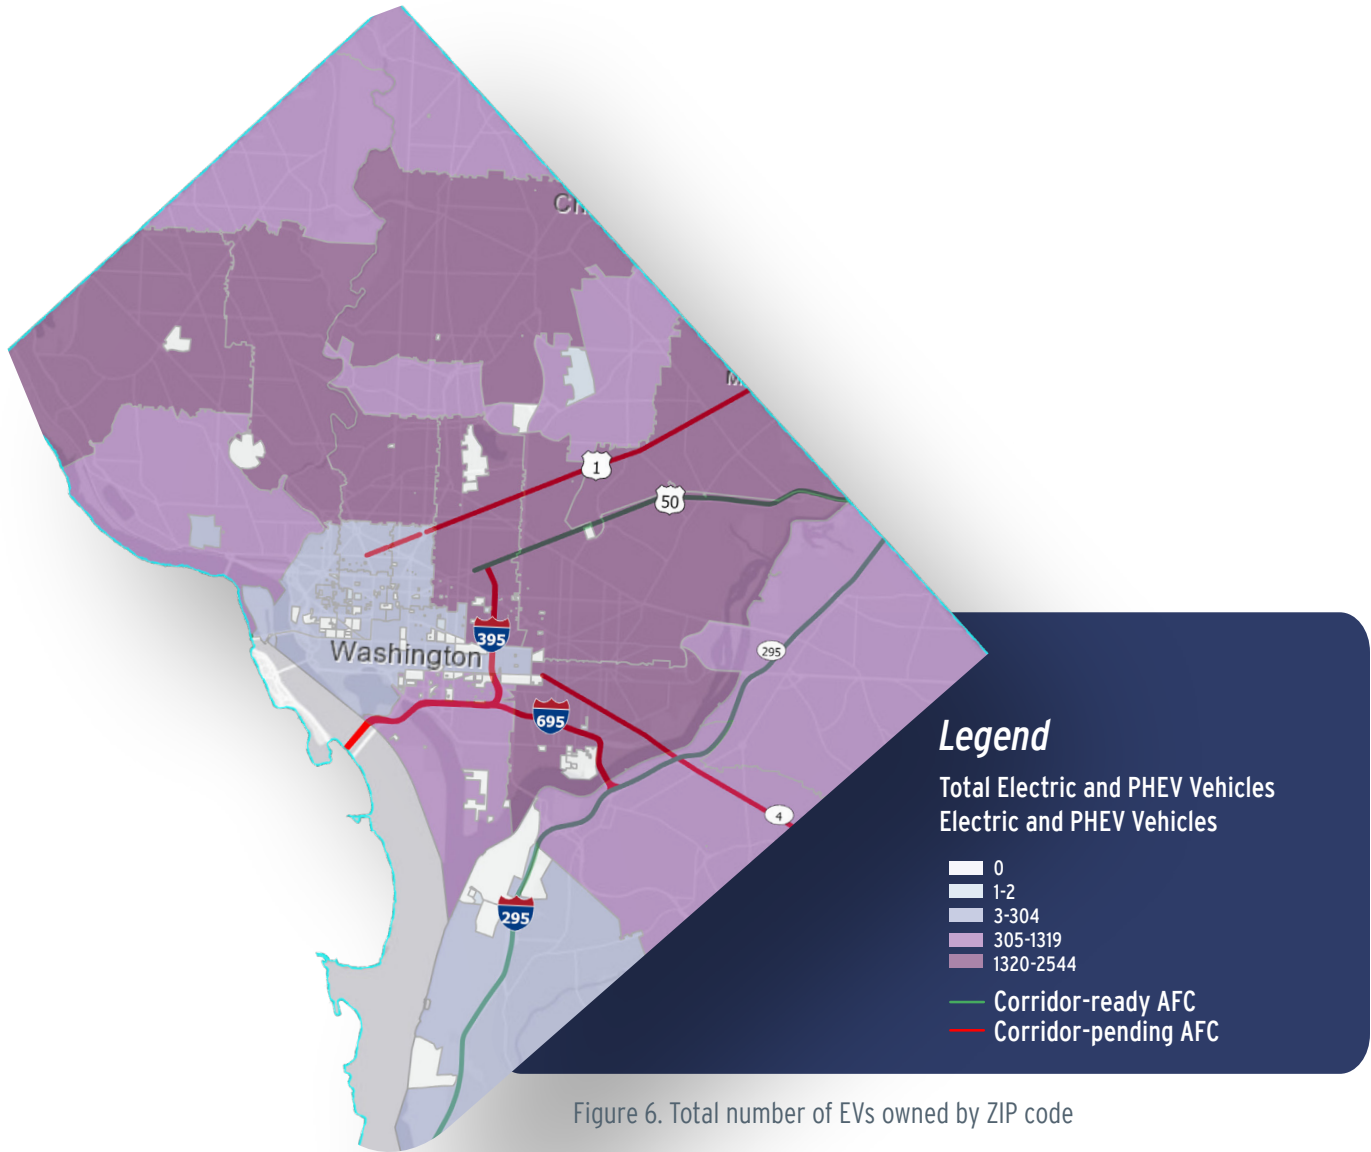 Ch
M
1
50
395
Washington
295
695
4
295
Legend
Total Electric and PHEV Vehicles
Electric and PHEV Vehicles
0
1-2
3-304
305-1319
1320-2544
Corridor-ready AFC
Corridor-pending AFC
Figure 6. Total number of EVs owned by ZIP code